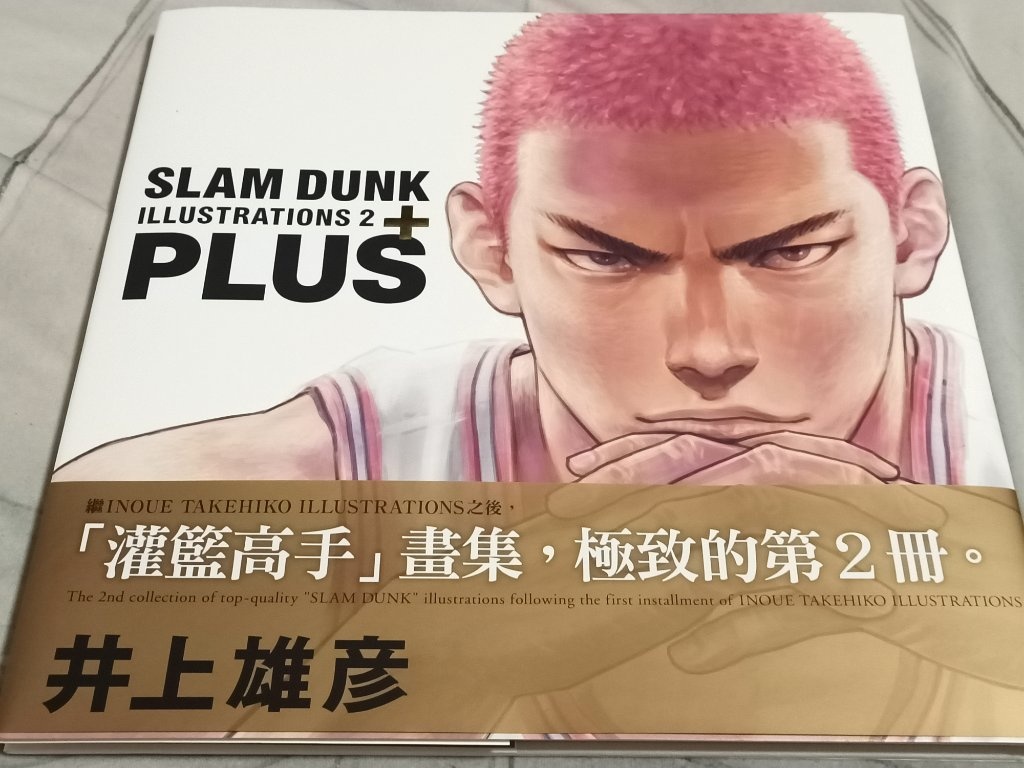 SLAM DUNK
ILLUSTRATIONS 2
+
PLUS
繼INOUE TAKEHIKO ILLUSTRATIONS之後，
「灌籃高手」畫集，極致的第2冊。
The 2nd collection of top-quality "SLAM DUNK" illustrations following the first installment of INOUE TAKEHIKO ILLUSTRATIONS
井上雄彦